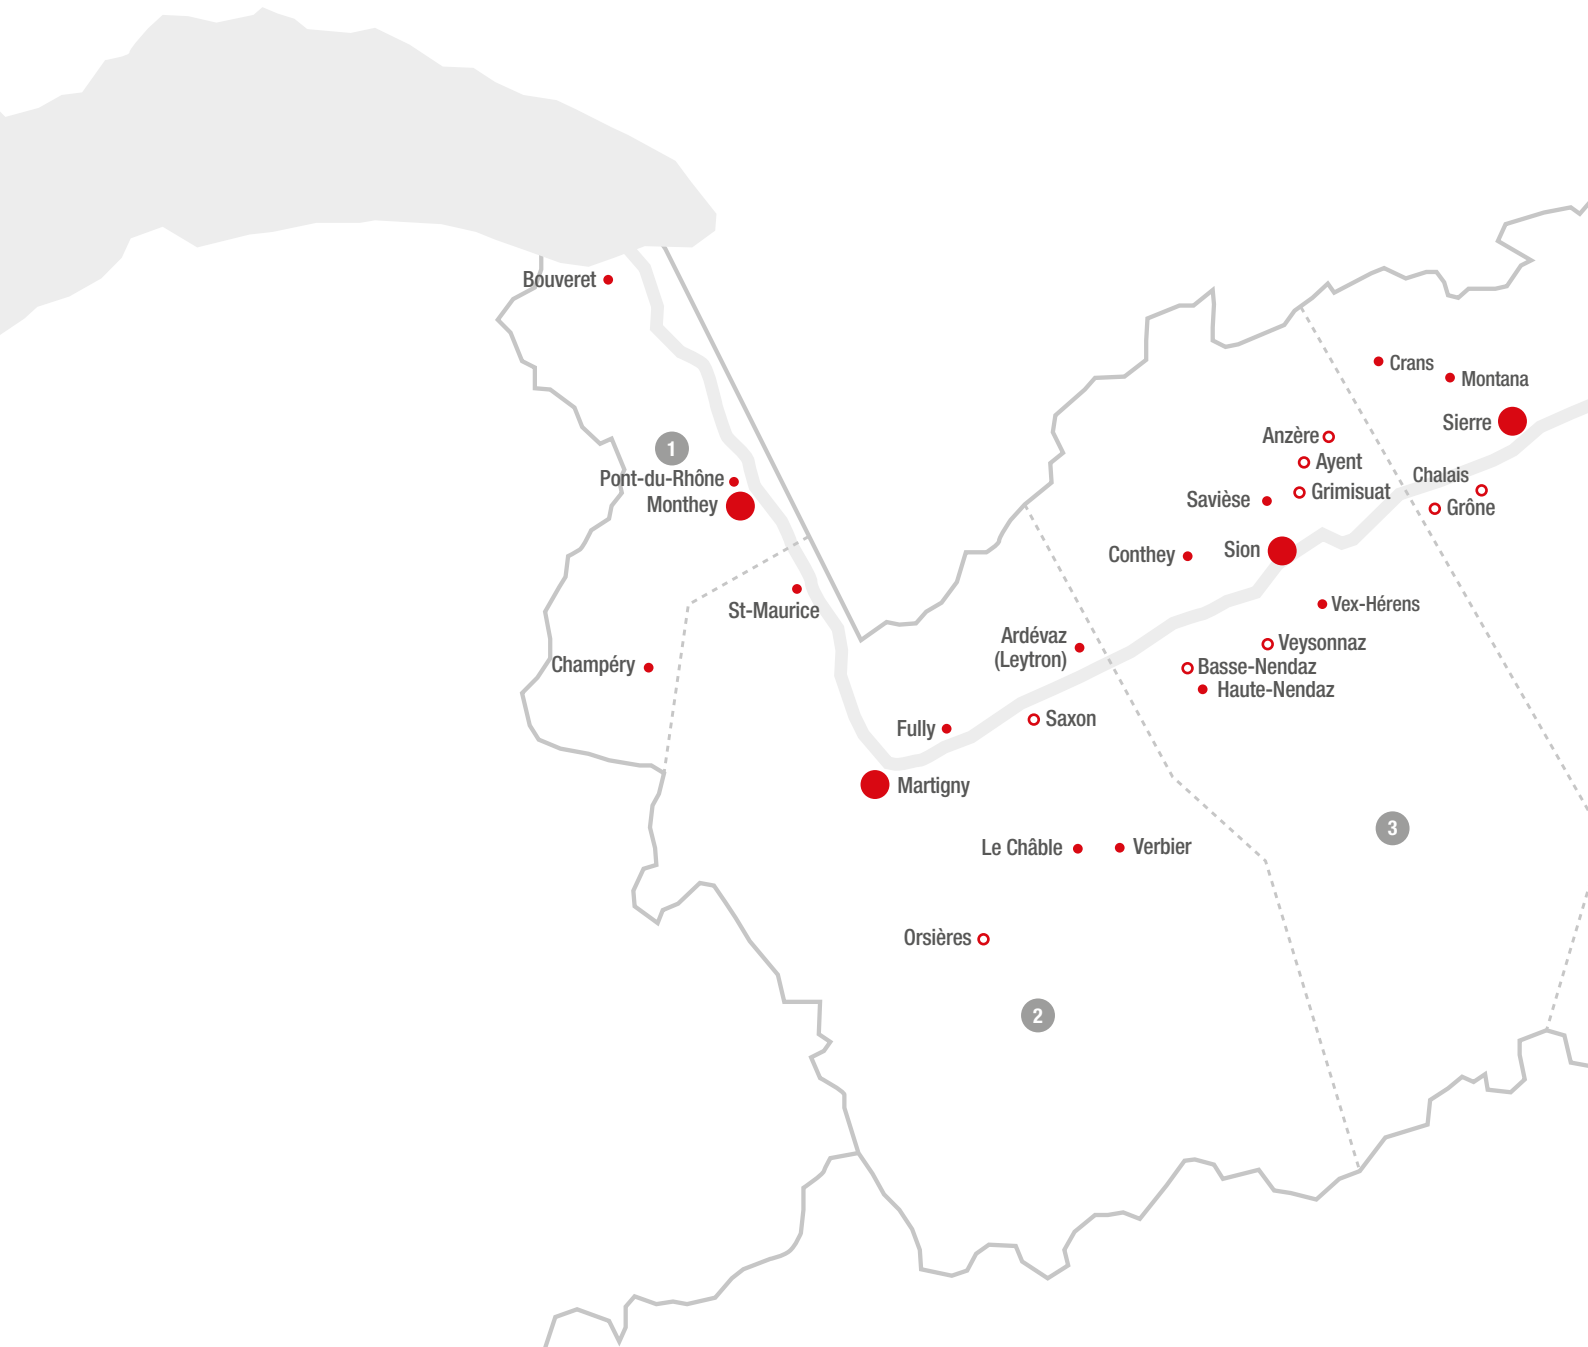 Bouveret
Crans
Montana
Sierre
Anzère
1
Ayent
Pont-du-Rhône
Chalais
Savièse
Grimisuat
Monthey
Grône
Conthey
Sion
St-Maurice
Vex-Hérens
Ardévaz
(Leytron)
Veysonnaz
Champéry
Basse-Nendaz
Haute-Nendaz
Fully
Saxon
Martigny
3
Le Châble
Verbier
Orsières
2